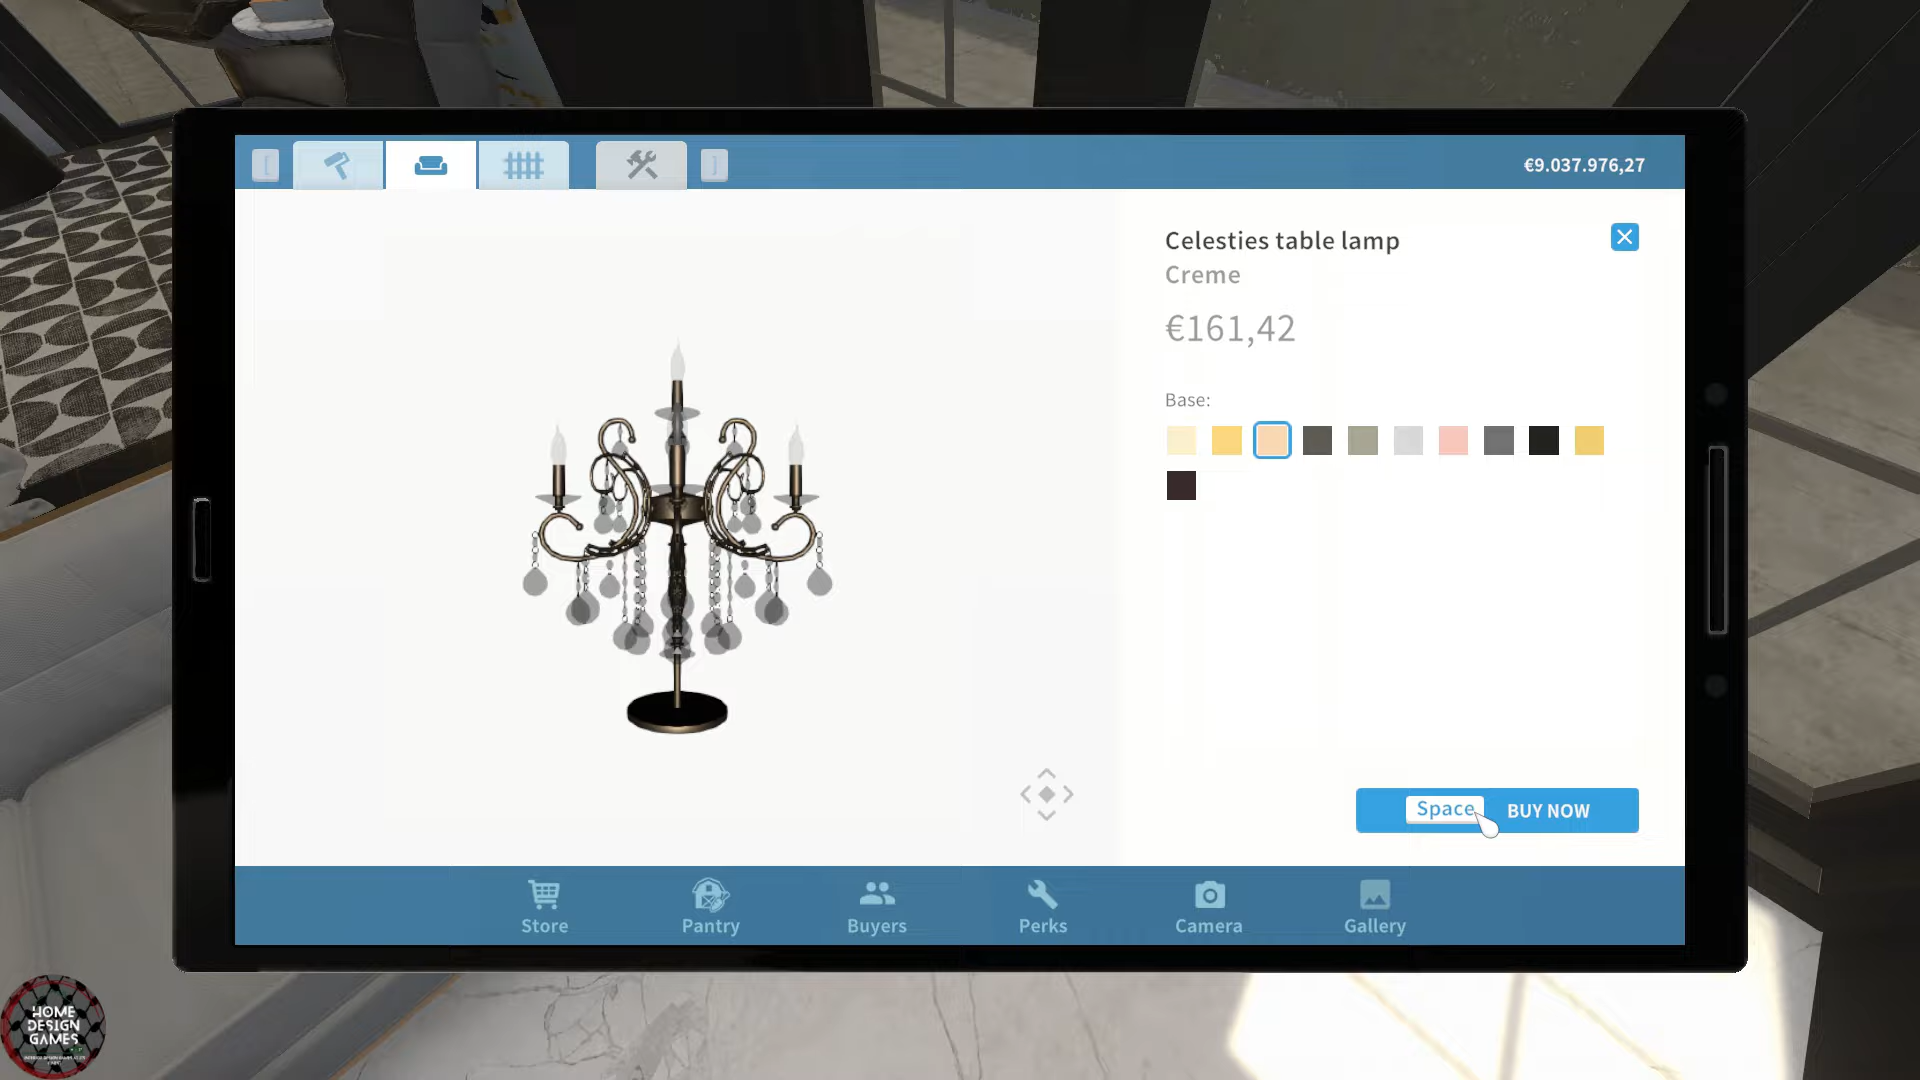 [
]
€9.037.976,27
Celesties table lamp
Creme
€161,42
Base:
Space BUY NOW
Store
Pantry
Buyers
Perks
Camera
Gallery
HOME
DESIGN
GAMES